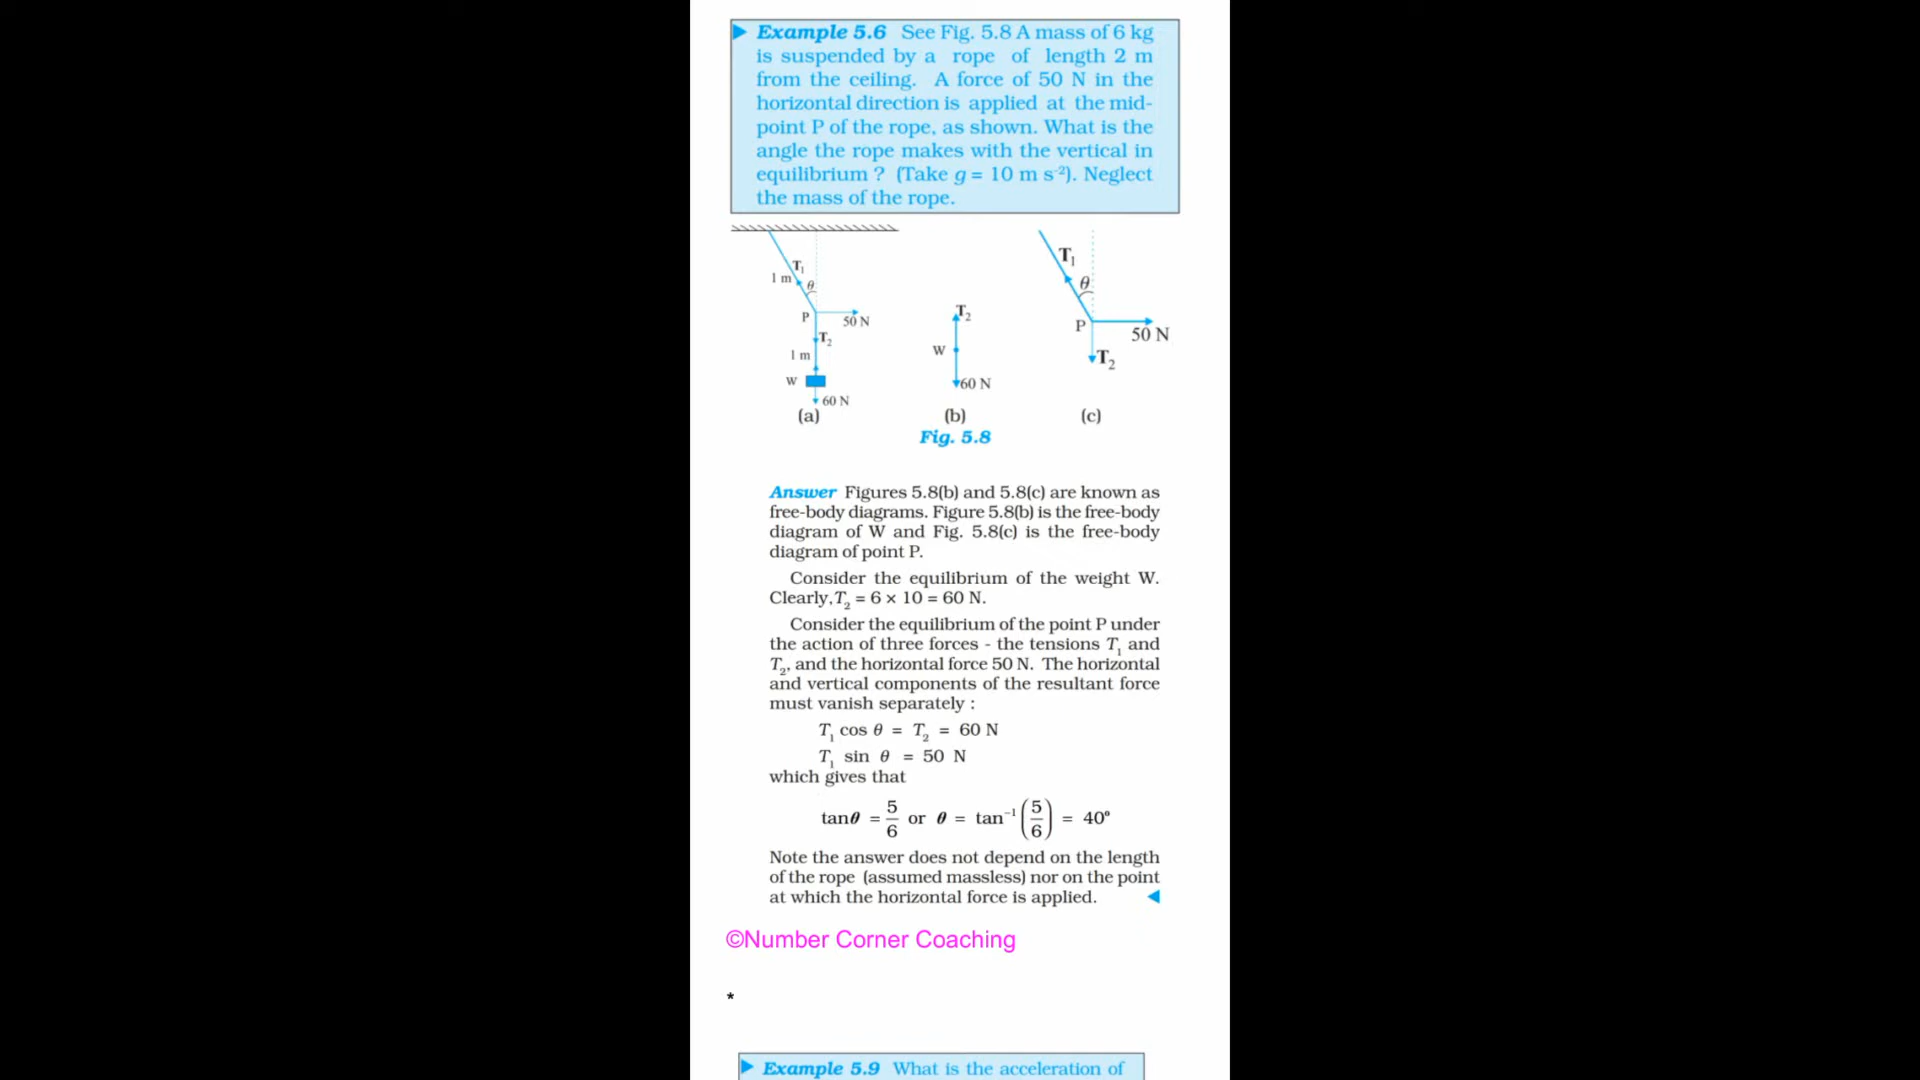 Example 5.6 See Fig. 5.8 A mass of 6 kg
is suspended by a rope of length 2 m
from the ceiling. A force of 50 N in the
horizontal direction is applied at the mid-
point P of the rope, as shown. What is the
angle the rope makes with the vertical in
equilibrium ? (Take g = 10 m s⁻²). Neglect
the mass of the rope.
T₁
1 m
θ
P
50 N
T₂
1 m
W
60 N
(a)
T₂
W
60 N
(b)
T₁
θ
P
50 N
T₂
(c)
Fig. 5.8
Answer Figures 5.8(b) and 5.8(c) are known as
free-body diagrams. Figure 5.8(b) is the free-body
diagram of W and Fig. 5.8(c) is the free-body
diagram of point P.
Consider the equilibrium of the weight W.
Clearly,T₂ = 6 × 10 = 60 N.
Consider the equilibrium of the point P under
the action of three forces - the tensions T₁ and
T₂, and the horizontal force 50 N. The horizontal
and vertical components of the resultant force
must vanish separately :
T₁ cos θ = T₂ = 60 N
T₁ sin θ = 50 N
which gives that
tanθ = 5/6 or θ = tan⁻¹(5/6) = 40º
Note the answer does not depend on the length
of the rope (assumed massless) nor on the point
at which the horizontal force is applied.
©Number Corner Coaching
*
Example 5.9 What is the acceleration of